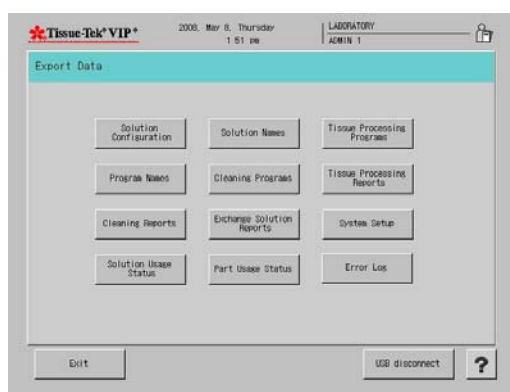 Tissue-Tek® VIP®
2008, May 8, Thursday
1:51 pm
LABORATORY
ADMIN 1
Export Data
Solution
Configuration
Solution Names
Tissue Processing
Programs
Program Names
Cleaning Programs
Tissue Processing
Reports
Cleaning Reports
Exchange Solution
Reports
System Setup
Solution Usage
Status
Part Usage Status
Error Log
Exit
USB disconnect
?